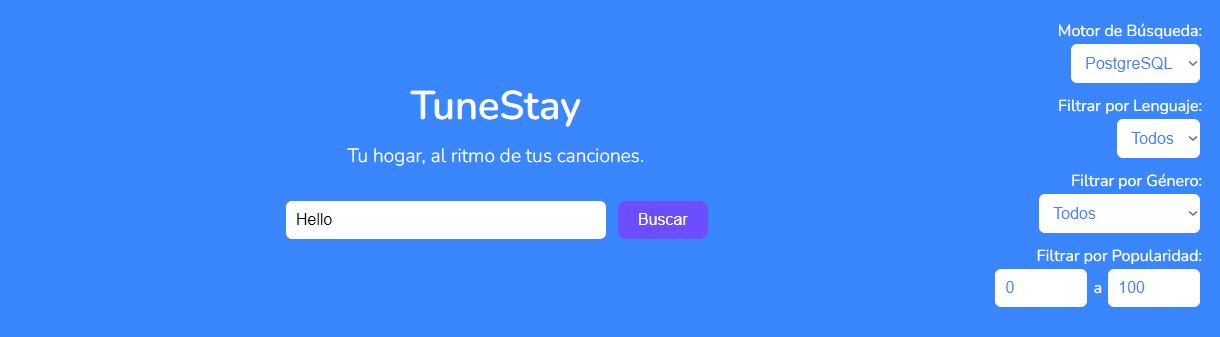 TuneStay
Tu hogar, al ritmo de tus canciones.
Hello
Buscar
Motor de Búsqueda:
PostgreSQL
Filtrar por Lenguaje:
Todos
Filtrar por Género:
Todos
Filtrar por Popularidad:
0 a 100